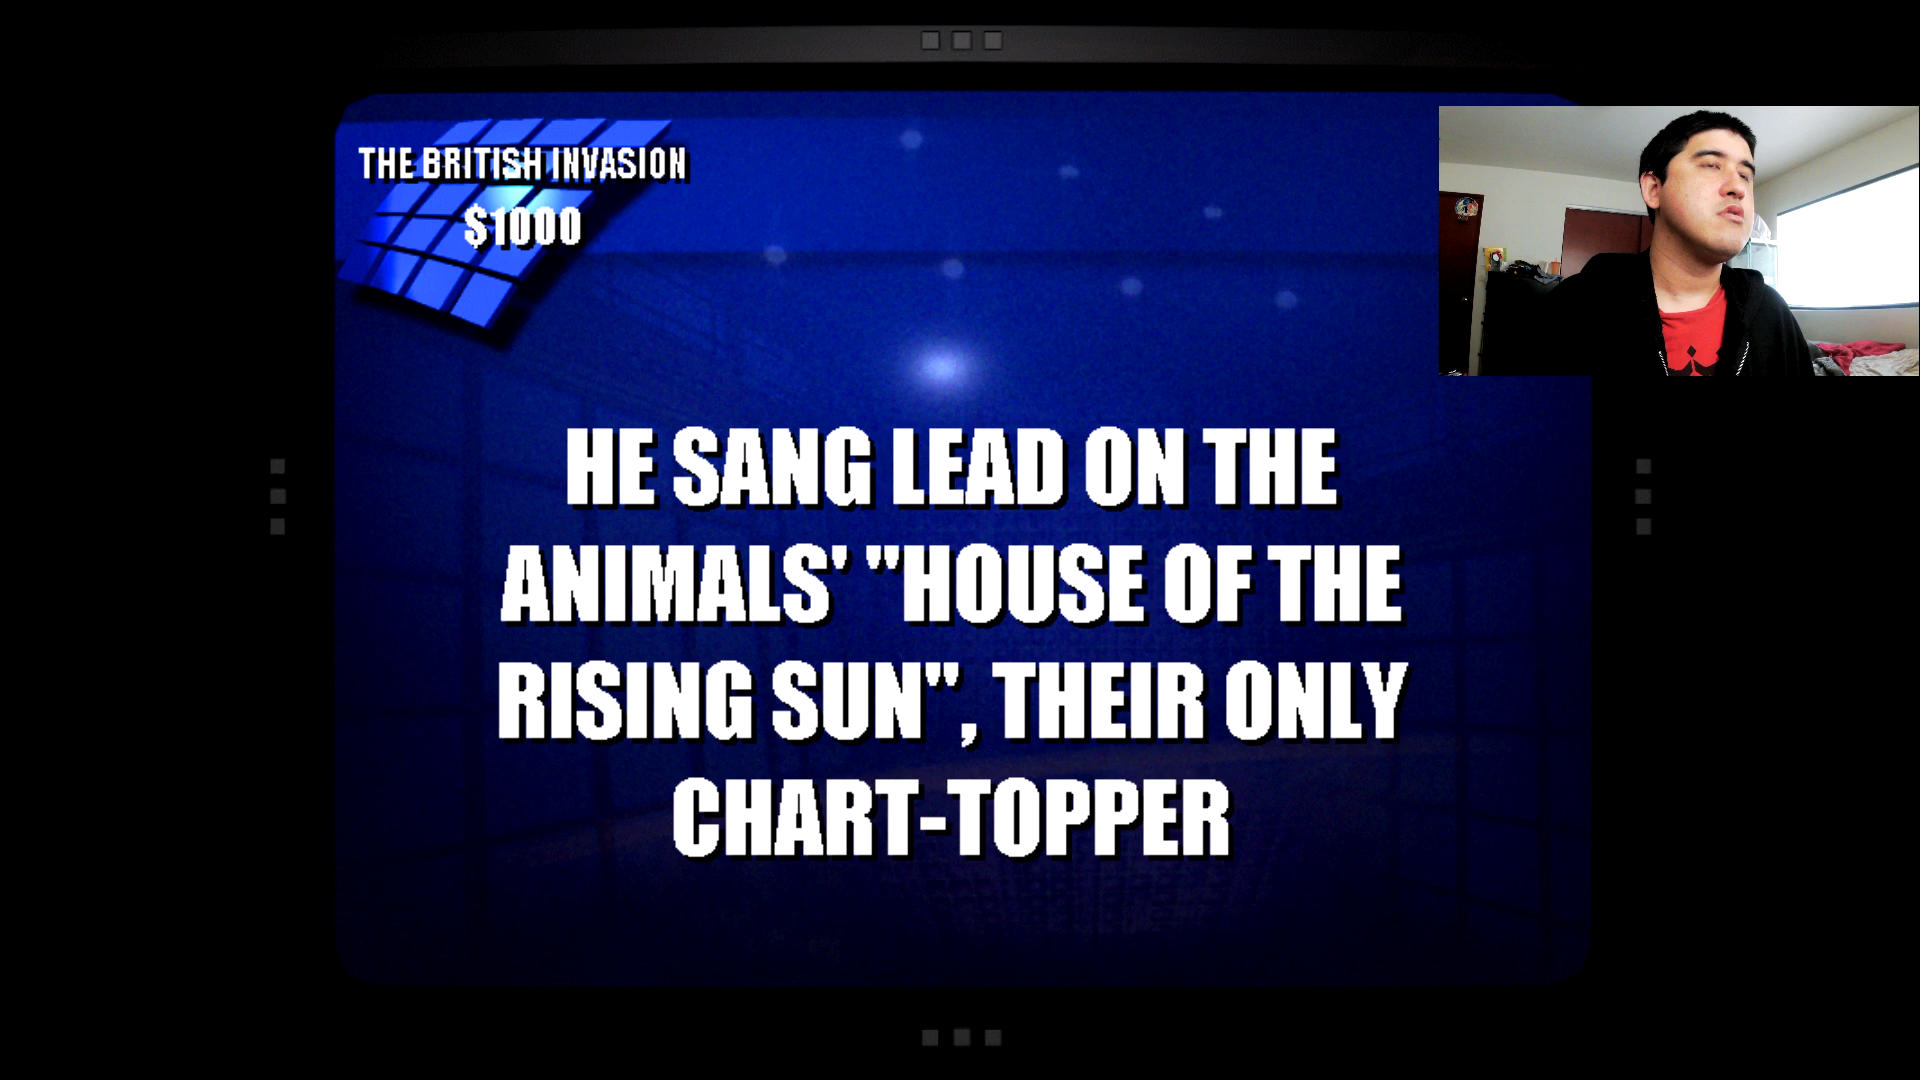 THE BRITISH INVASION
$1000
HE SANG LEAD ON THE
ANIMALS' "HOUSE OF THE
RISING SUN", THEIR ONLY
CHART-TOPPER